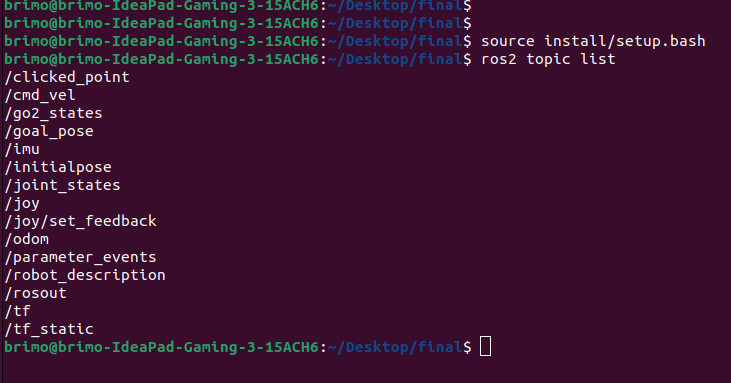 brimo@brimo-IdeaPad-Gaming-3-15ACH6:~/Desktop/final$
brimo@brimo-IdeaPad-Gaming-3-15ACH6:~/Desktop/final$
brimo@brimo-IdeaPad-Gaming-3-15ACH6:~/Desktop/final$ source install/setup.bash
brimo@brimo-IdeaPad-Gaming-3-15ACH6:~/Desktop/final$ ros2 topic list
/clicked_point
/cmd_vel
/go2_states
/goal_pose
/imu
/initialpose
/joint_states
/joy
/joy/set_feedback
/odom
/parameter_events
/robot_description
/rosout
/tf
/tf_static
brimo@brimo-IdeaPad-Gaming-3-15ACH6:~/Desktop/final$